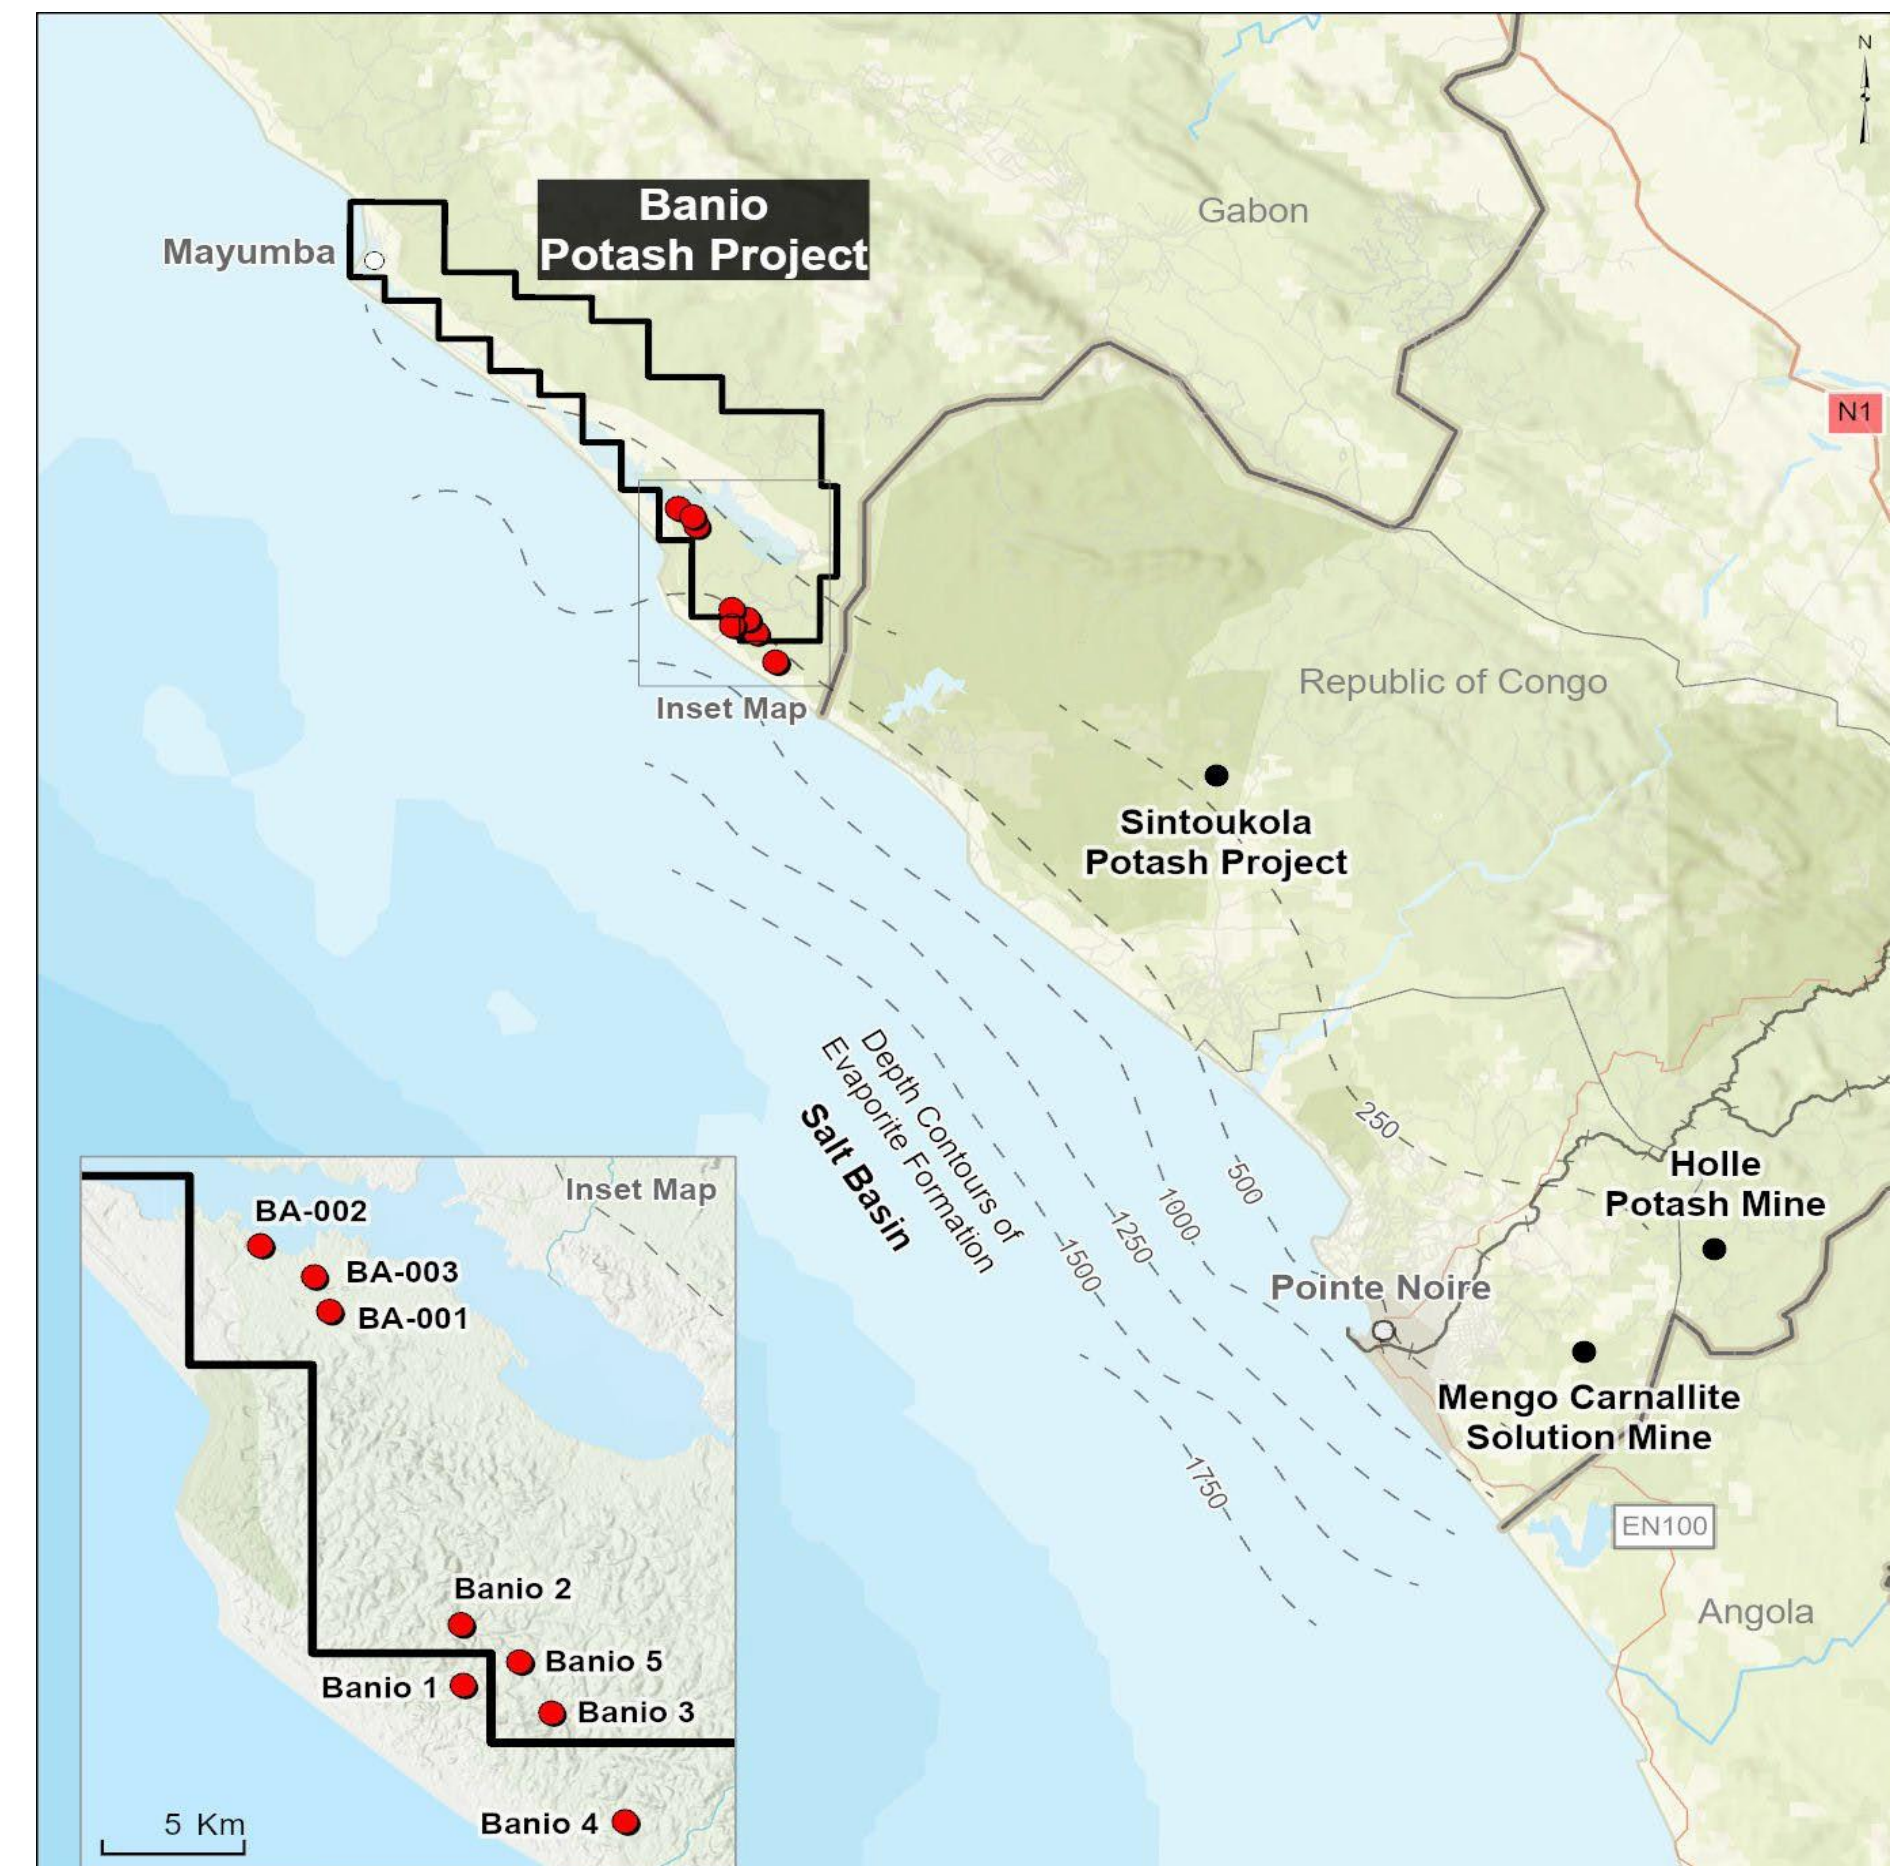 N
Banio
Potash Project
Gabon
Mayumba
N1
Republic of Congo
Inset Map
Sintoukola
Potash Project
Depth Contours of
Evaporite Formation
Salt Basin
250
500
1000
1250
1500
1750
Holle
Potash Mine
Pointe Noire
Mengo Carnallite
Solution Mine
EN100
Angola
Inset Map
BA-002
BA-003
BA-001
Banio 2
Banio 5
Banio 1
Banio 3
Banio 4
5 Km